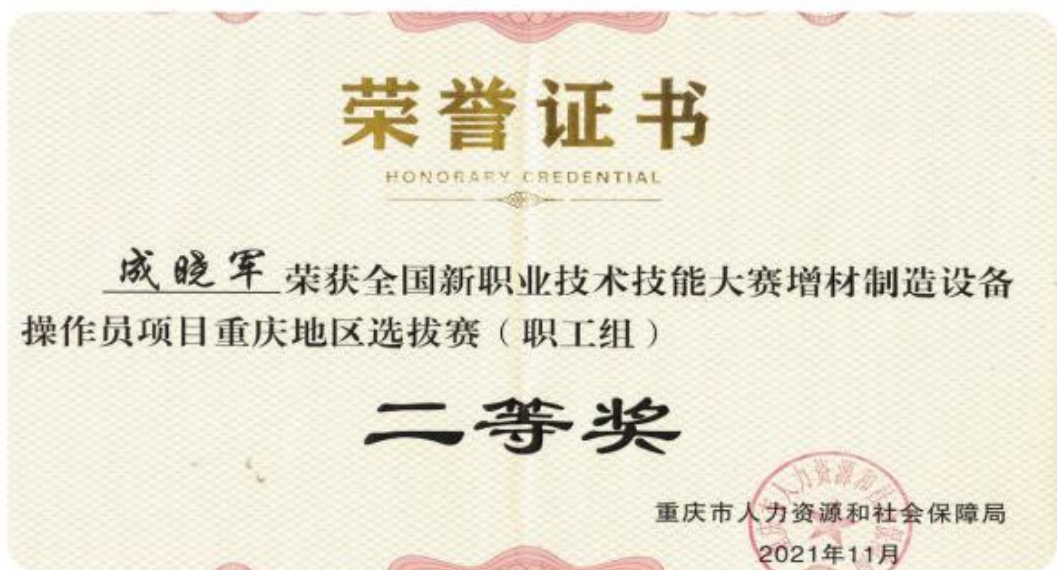 荣誉证书
HONORARY CREDENTIAL
成晓军荣获全国新职业技术技能大赛增材制造设备
操作员项目重庆地区选拔赛（职工组）
二等奖
重庆市人力资源和社会保障局
2021年11月